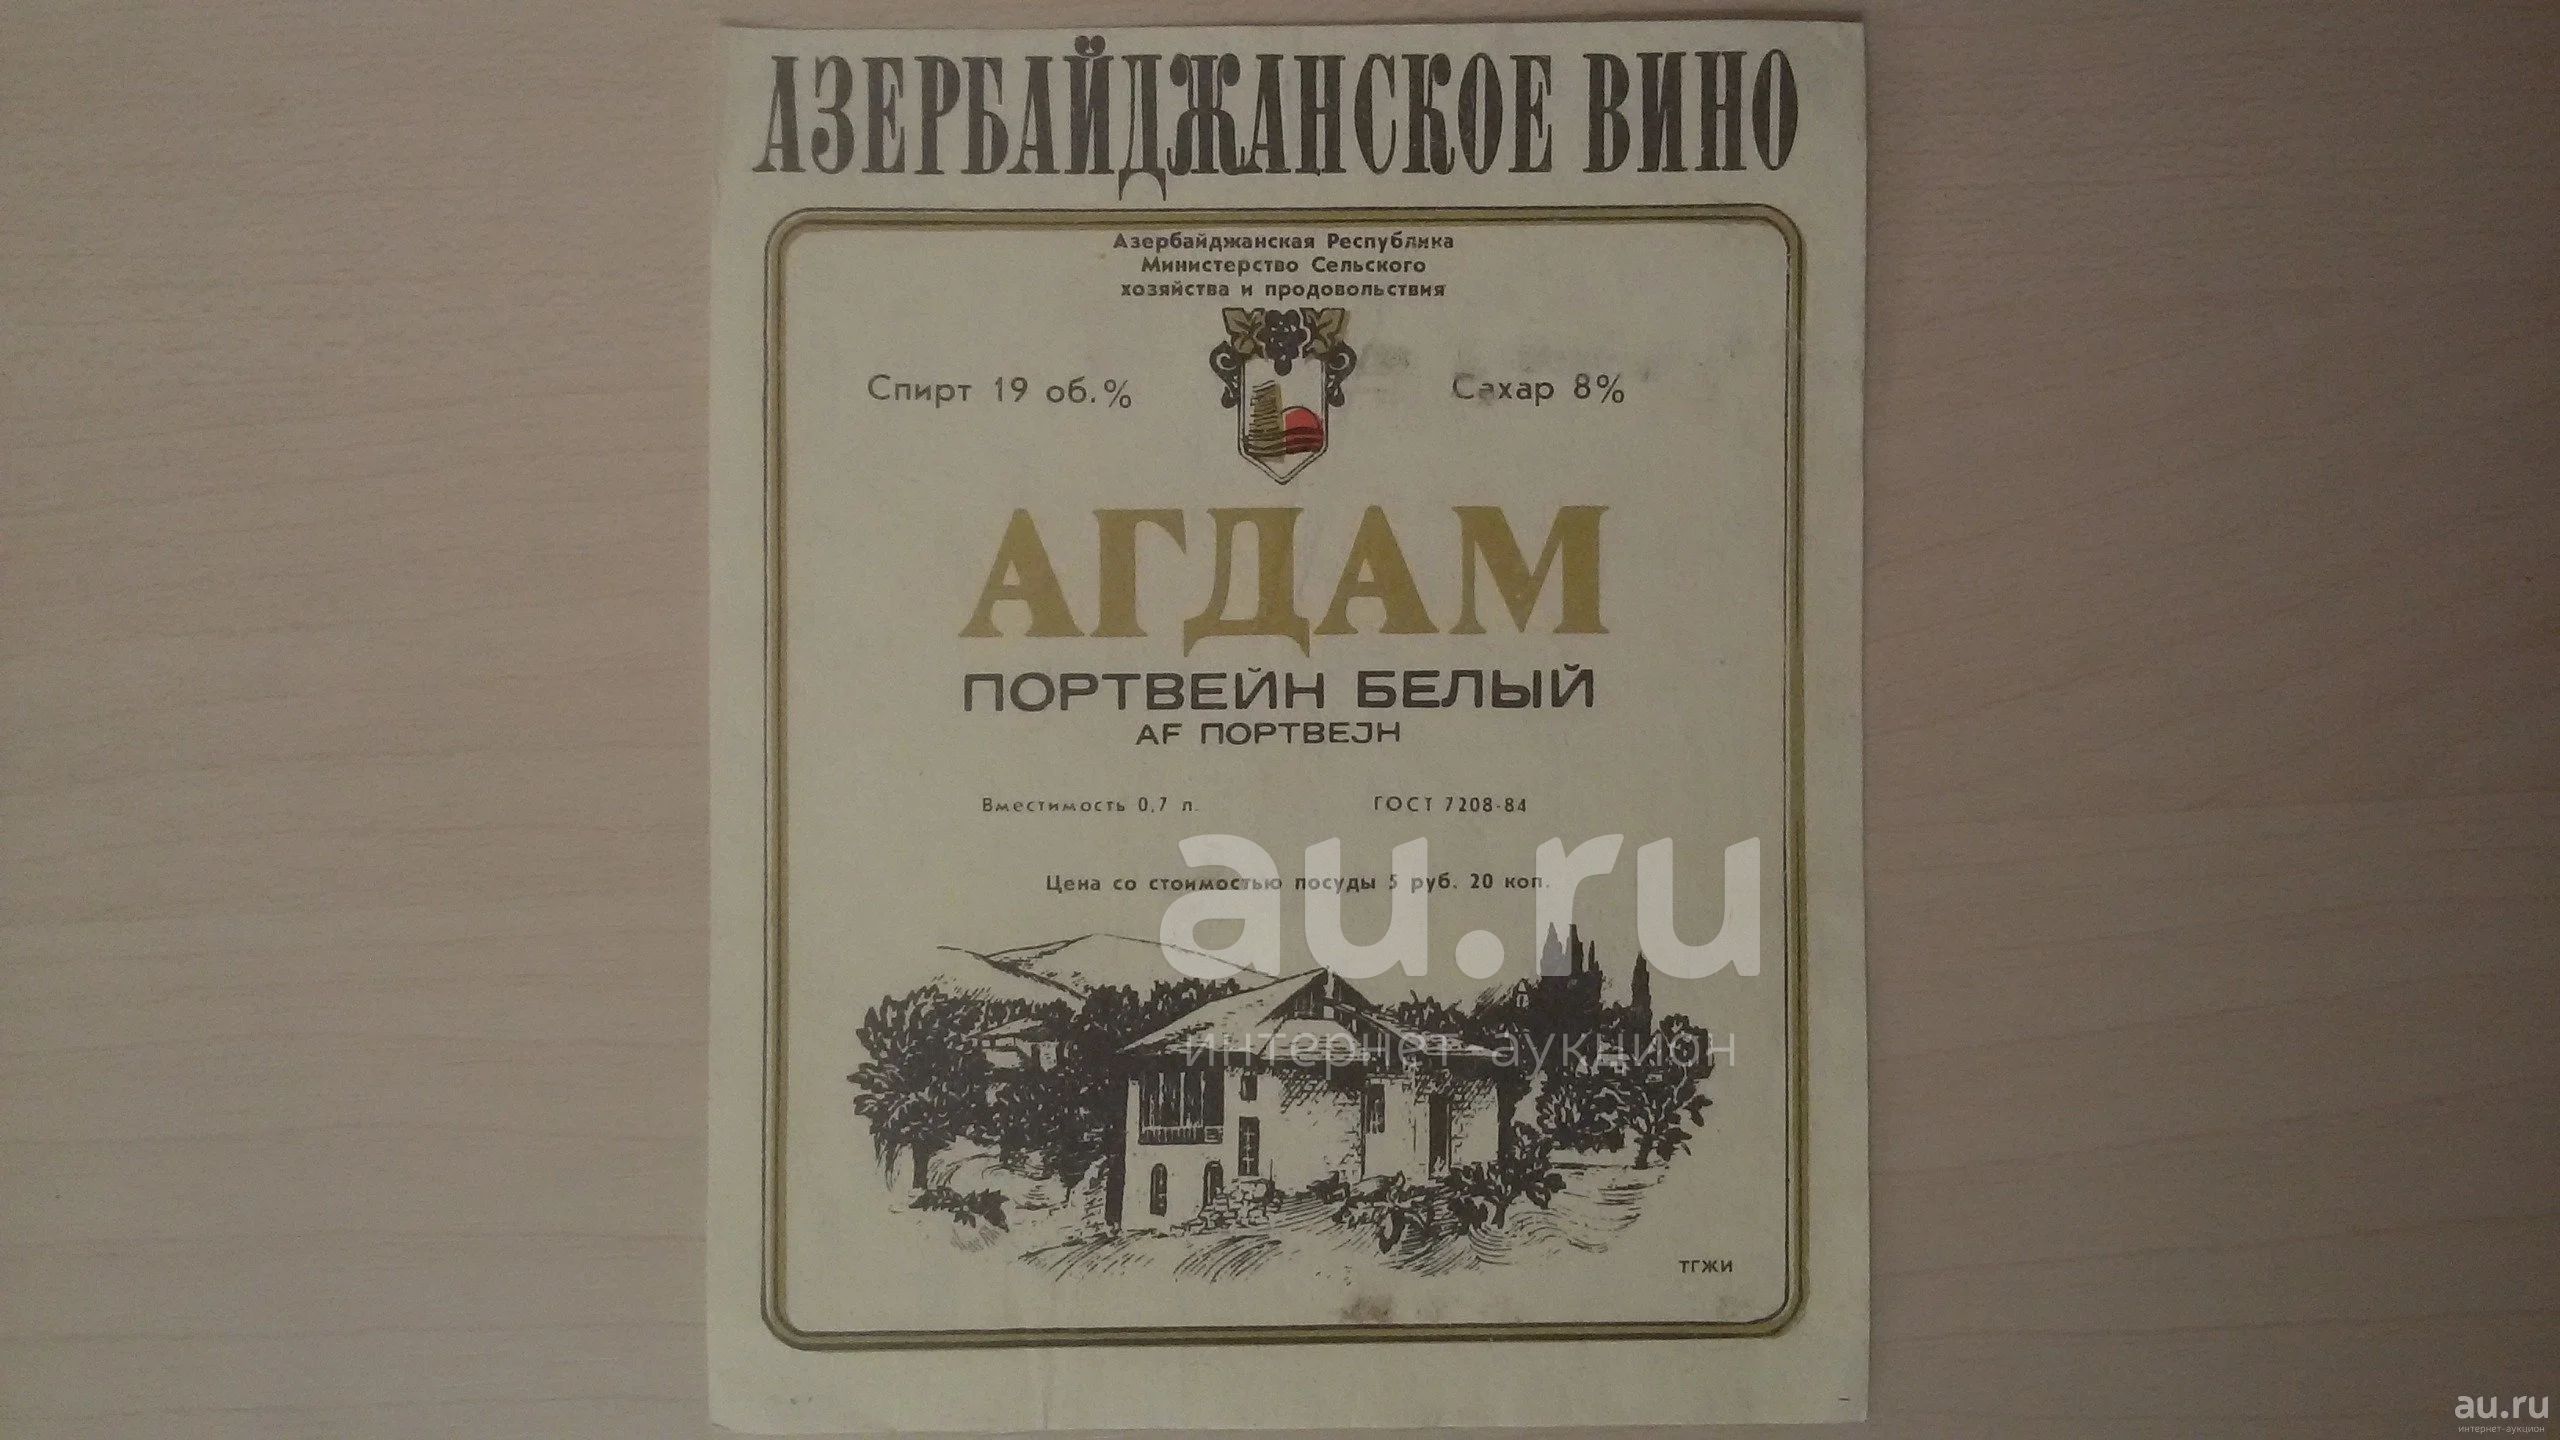 АЗЕРБАЙДЖАНСКОЕ ВИНО
Азербайджанская Республика
Министерство Сельского
хозяйства и продовольствия
Спирт 19 об.% Сахар 8%
АГДАМ
ПОРТВЕЙН БЕЛЫЙ
АҒ ПОРТВЕЈН
Вместимость 0,7 л. ГОСТ 7208-84
Цена со стоимостью посуды 5 руб. 20 коп.
au.ru
интернет-аукцион
ТГЖИ
au.ru
интернет-аукцион